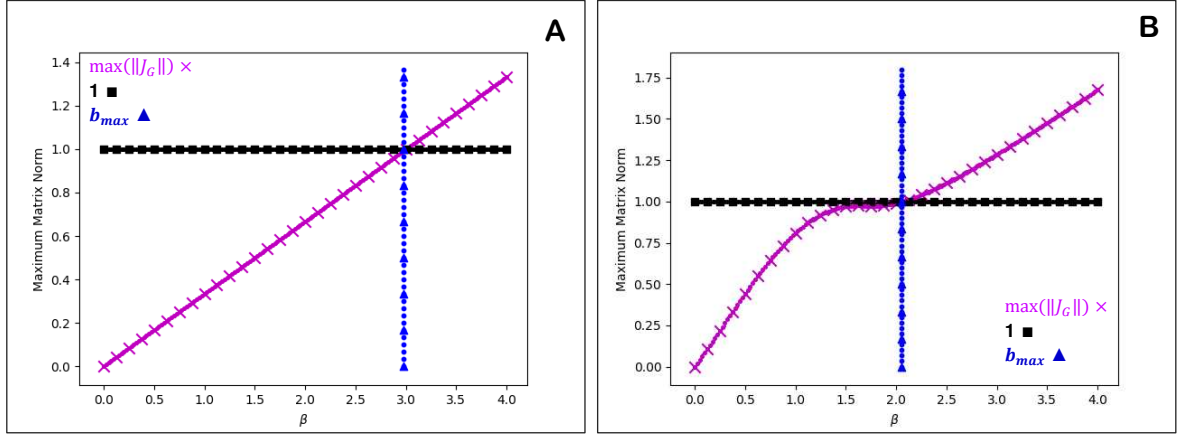 A
max(‖J_G‖) ×
1 ■
b_max ▲
Maximum Matrix Norm
1.4
1.2
1.0
0.8
0.6
0.4
0.2
0.0
0.0 0.5 1.0 1.5 2.0 2.5 3.0 3.5 4.0
β
B
Maximum Matrix Norm
1.75
1.50
1.25
1.00
0.75
0.50
0.25
0.00
max(‖J_G‖) ×
1 ■
b_max ▲
0.0 0.5 1.0 1.5 2.0 2.5 3.0 3.5 4.0
β